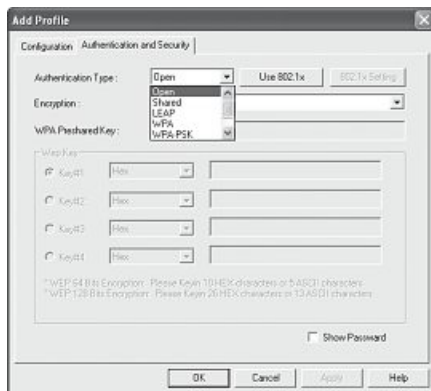 Add Profile
Configuration Authentication and Security
Authentication Type : Open Use 802.1x 802.1x Setting
Open
Shared
LEAP
WPA
WPA-PSK
Encryption :
WPA Preshared Key :
Wep Key
Key#1 Hex
Key#2 Hex
Key#3 Hex
Key#4 Hex
* WEP 64 Bits Encryption: Please Keyin 10 HEX characters or 5 ASCII characters
* WEP 128 Bits Encryption: Please Keyin 26 HEX characters or 13 ASCII characters
Show Password
OK Cancel Apply Help